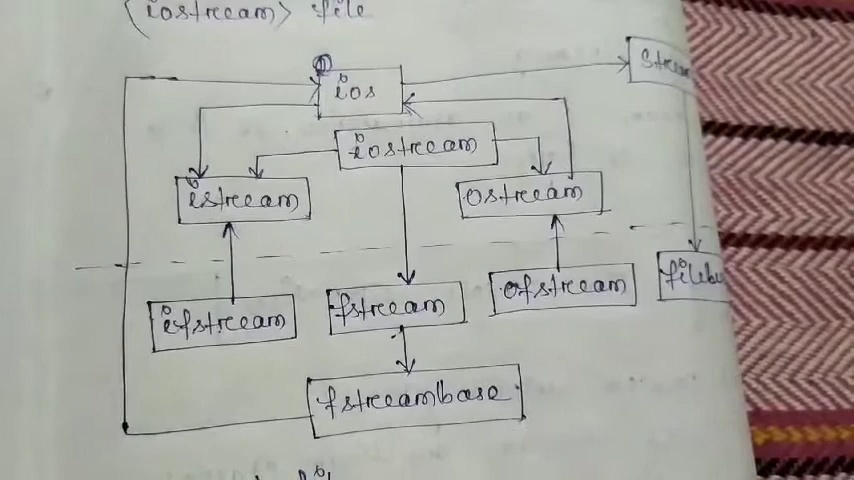 <iostream> file
ios
iostream
istream
ostream
ifstream
fstream
ofstream
fstreambase